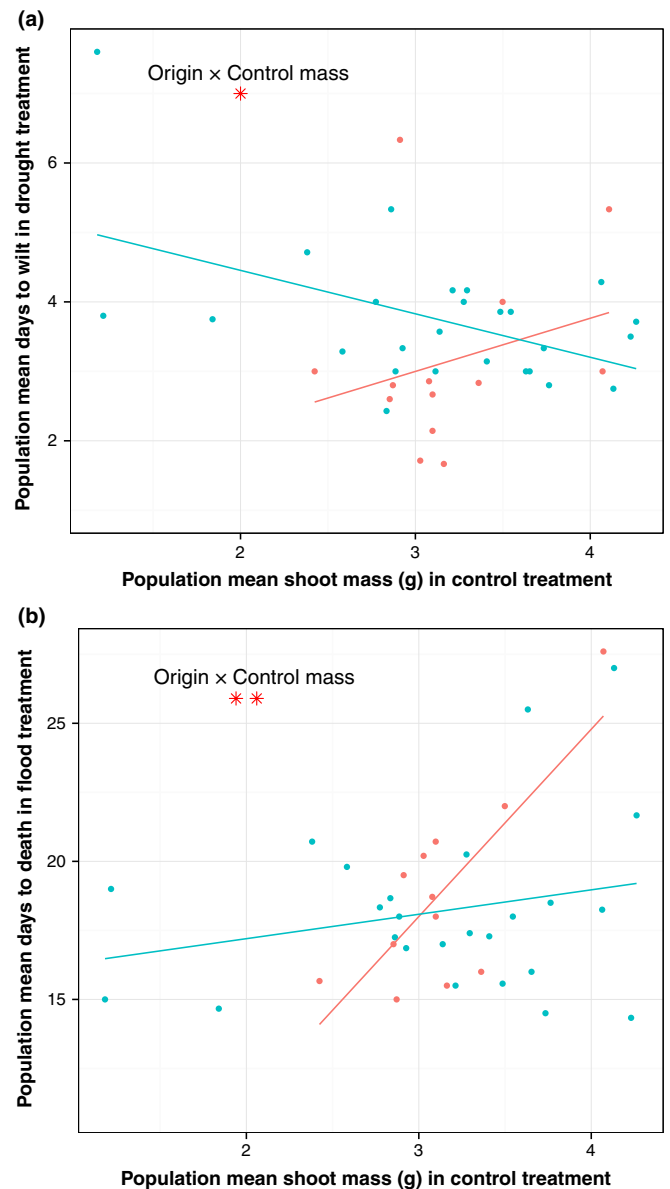 (a)
Origin × Control mass
*
6
4
2
Population mean days to wilt in drought treatment
2 3 4
Population mean shoot mass (g) in control treatment
(b)
Origin × Control mass
* *
25
20
15
Population mean days to death in flood treatment
2 3 4
Population mean shoot mass (g) in control treatment